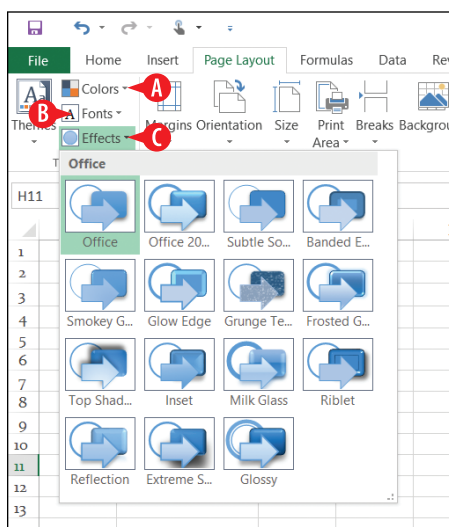 File Home Insert Page Layout Formulas Data Rev
A Colors A
B A Fonts
Themes Effects C Margins Orientation Size Print Area Breaks Backgrou
T
Office
H11
Office Office 20... Subtle So... Banded E...
1
2
Smokey G... Glow Edge Grunge Te... Frosted G...
3
4
5
6
Top Shad... Inset Milk Glass Riblet
7
8
9
10
Reflection Extreme S... Glossy
11
12
13